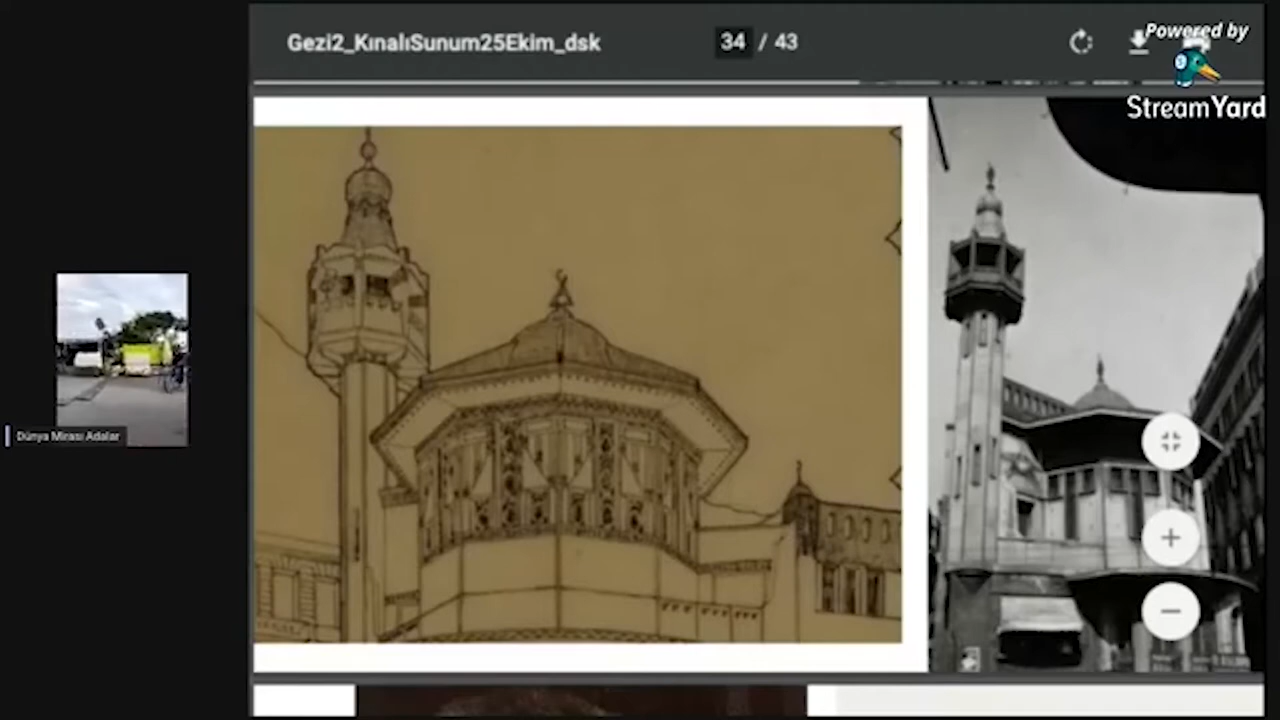 Gezi2_KınalıSunum25Ekim_dsk
34 / 43
Powered by
StreamYard
Dünya Mirası Adalar